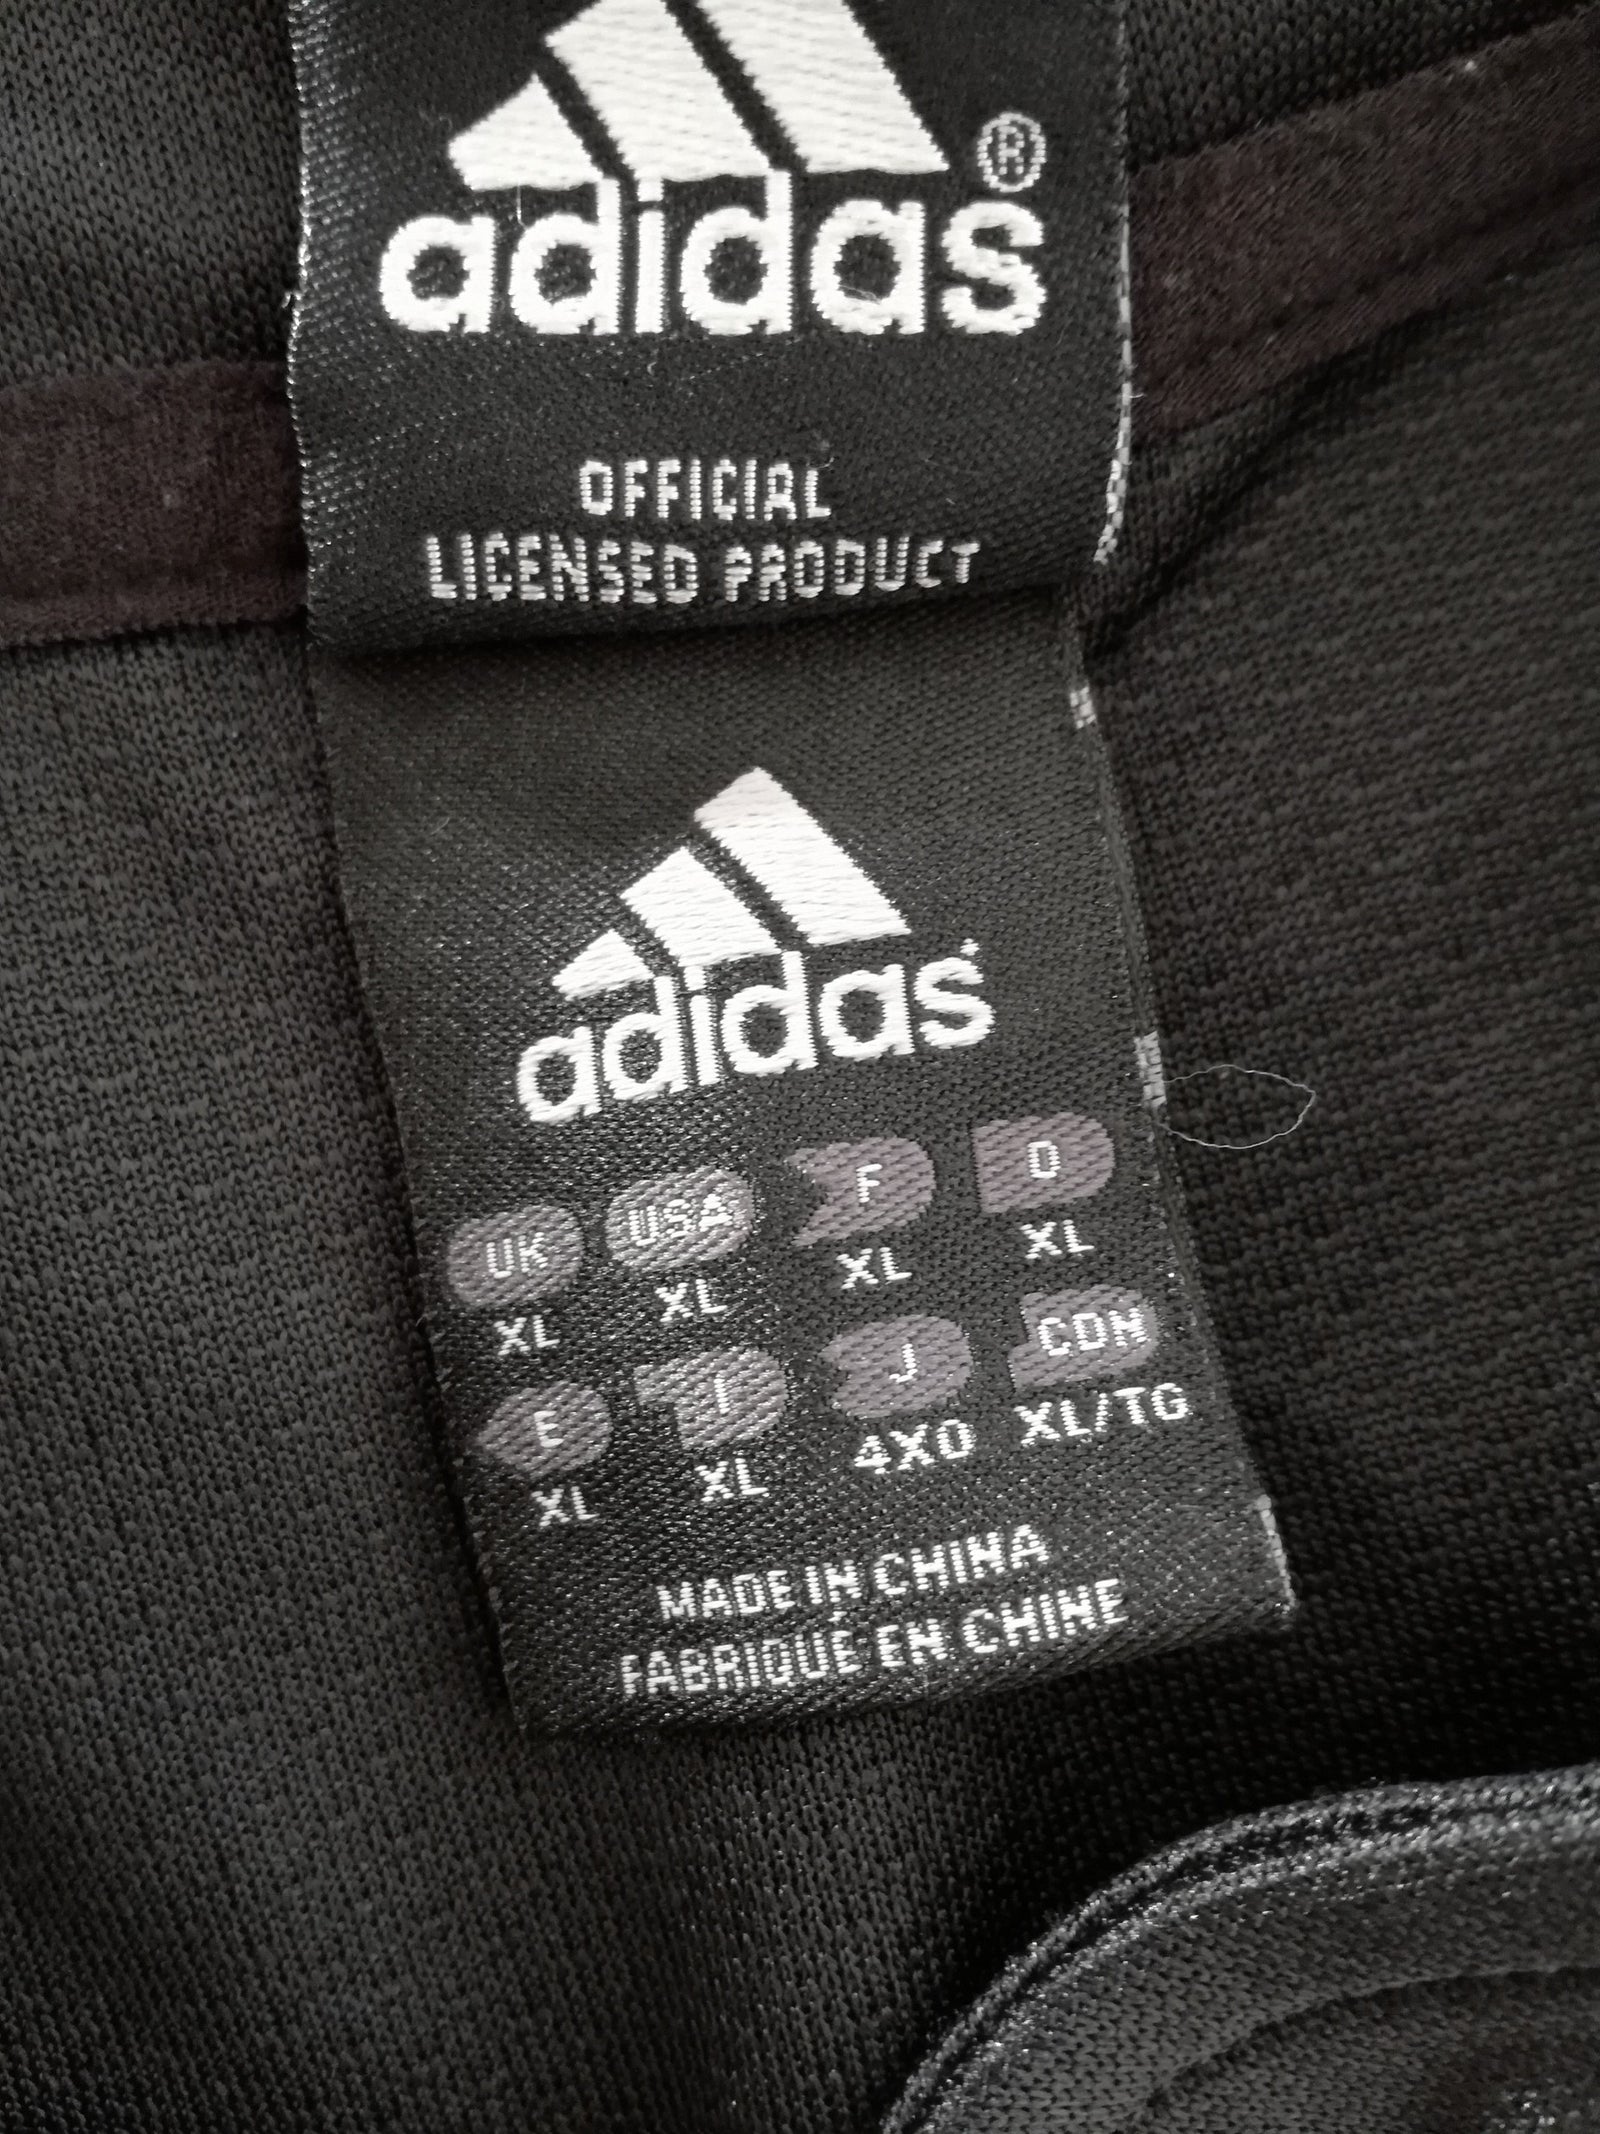 adidas®
OFFICIAL
LICENSED PRODUCT
adidas
UK USA F D
XL XL XL XL
E I J CDN
XL XL 4XO XL/TG
MADE IN CHINA
FABRIQUÉ EN CHINE